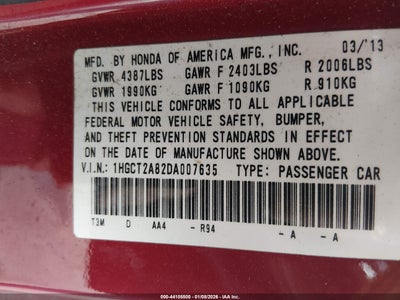 MFD. BY HONDA OF AMERICA MFG., INC. 03/'13
GVWR 4387LBS GAWR F 2403LBS R 2006LBS
GVWR 1990KG GAWR F 1090KG R 910KG
THIS VEHICLE CONFORMS TO ALL APPLICABLE
FEDERAL MOTOR VEHICLE SAFETY, BUMPER,
AND THEFT PREVENTION STANDARDS IN EFFECT
ON THE DATE OF MANUFACTURE SHOWN ABOVE.
V.I.N.: 1HGCT2A82DA007635 TYPE: PASSENGER CAR
T3M D AA4 - R94 - A - A
000-44105500 - 01/09/2026 - IAA Inc.